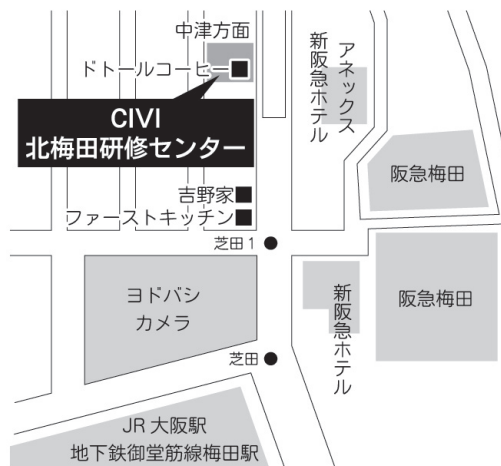 中津方面
ドトールコーヒー
CIVI
北梅田研修センター
新阪急ホテル
アネックス
阪急梅田
吉野家
ファーストキッチン
芝田1
ヨドバシ
カメラ
新阪急ホテル
阪急梅田
芝田
JR大阪駅
地下鉄御堂筋線梅田駅